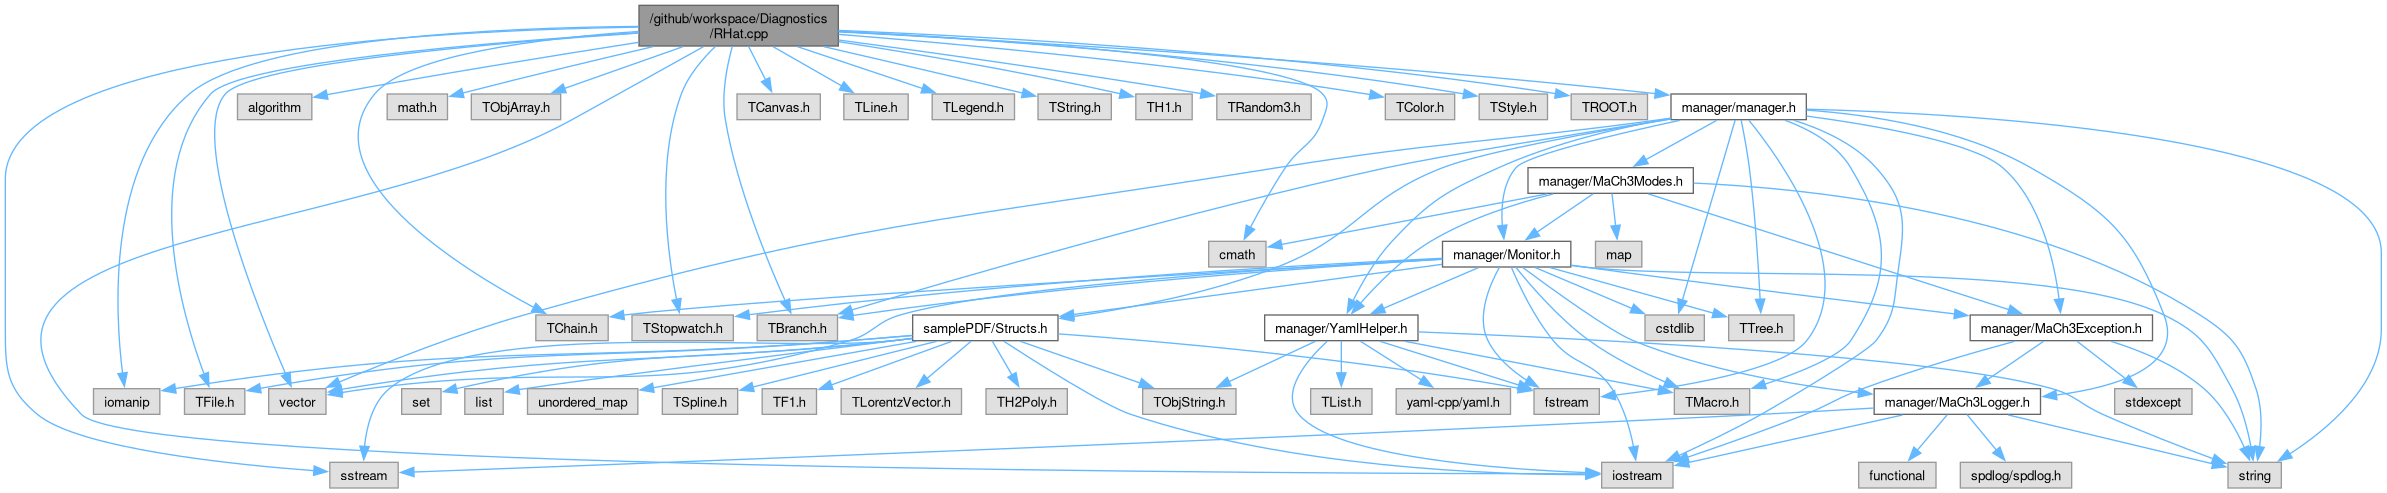 /github/workspace/Diagnostics
/RHat.cpp
algorithm
math.h
TObjArray.h
TCanvas.h
TLine.h
TLegend.h
TString.h
TH1.h
TRandom3.h
TColor.h
TStyle.h
TROOT.h
manager/manager.h
manager/MaCh3Modes.h
cmath
manager/Monitor.h
map
TChain.h
TStopwatch.h
TBranch.h
samplePDF/Structs.h
manager/YamlHelper.h
cstdlib
TTree.h
manager/MaCh3Exception.h
iomanip
TFile.h
vector
set
list
unordered_map
TSpline.h
TF1.h
TLorentzVector.h
TH2Poly.h
TObjString.h
TList.h
yaml-cpp/yaml.h
fstream
TMacro.h
manager/MaCh3Logger.h
stdexcept
sstream
iostream
functional
spdlog/spdlog.h
string